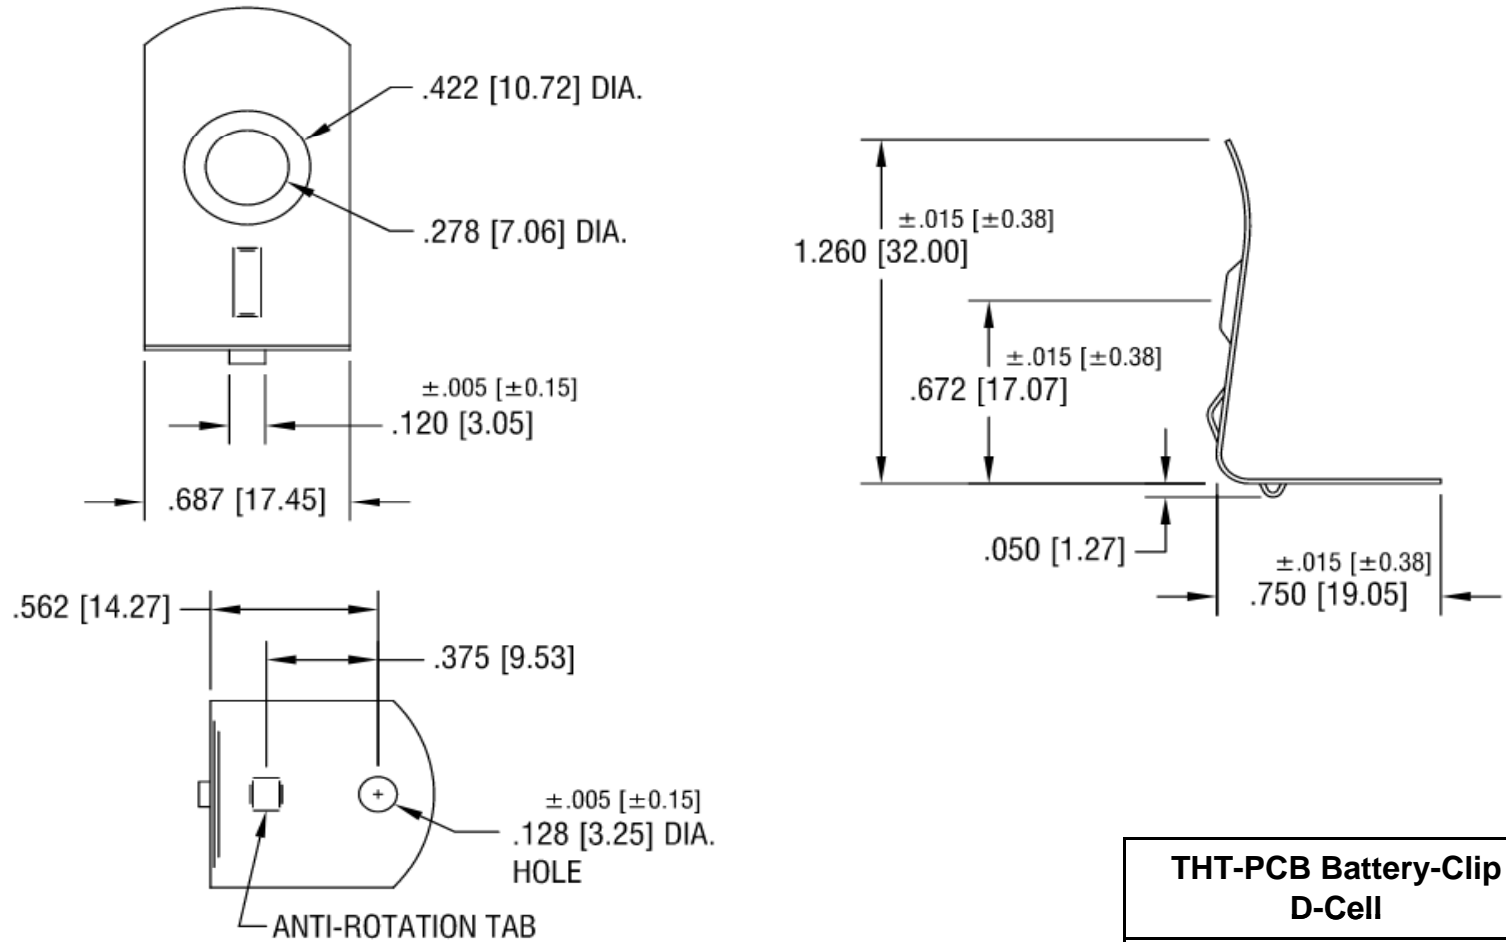 .422 [10.72] DIA.
.278 [7.06] DIA.
±.005 [±0.15]
.120 [3.05]
.687 [17.45]
±.015 [±0.38]
1.260 [32.00]
±.015 [±0.38]
.672 [17.07]
.050 [1.27]
±.015 [±0.38]
.750 [19.05]
.562 [14.27]
.375 [9.53]
±.005 [±0.15]
.128 [3.25] DIA.
HOLE
ANTI-ROTATION TAB
THT-PCB Battery-Clip
D-Cell